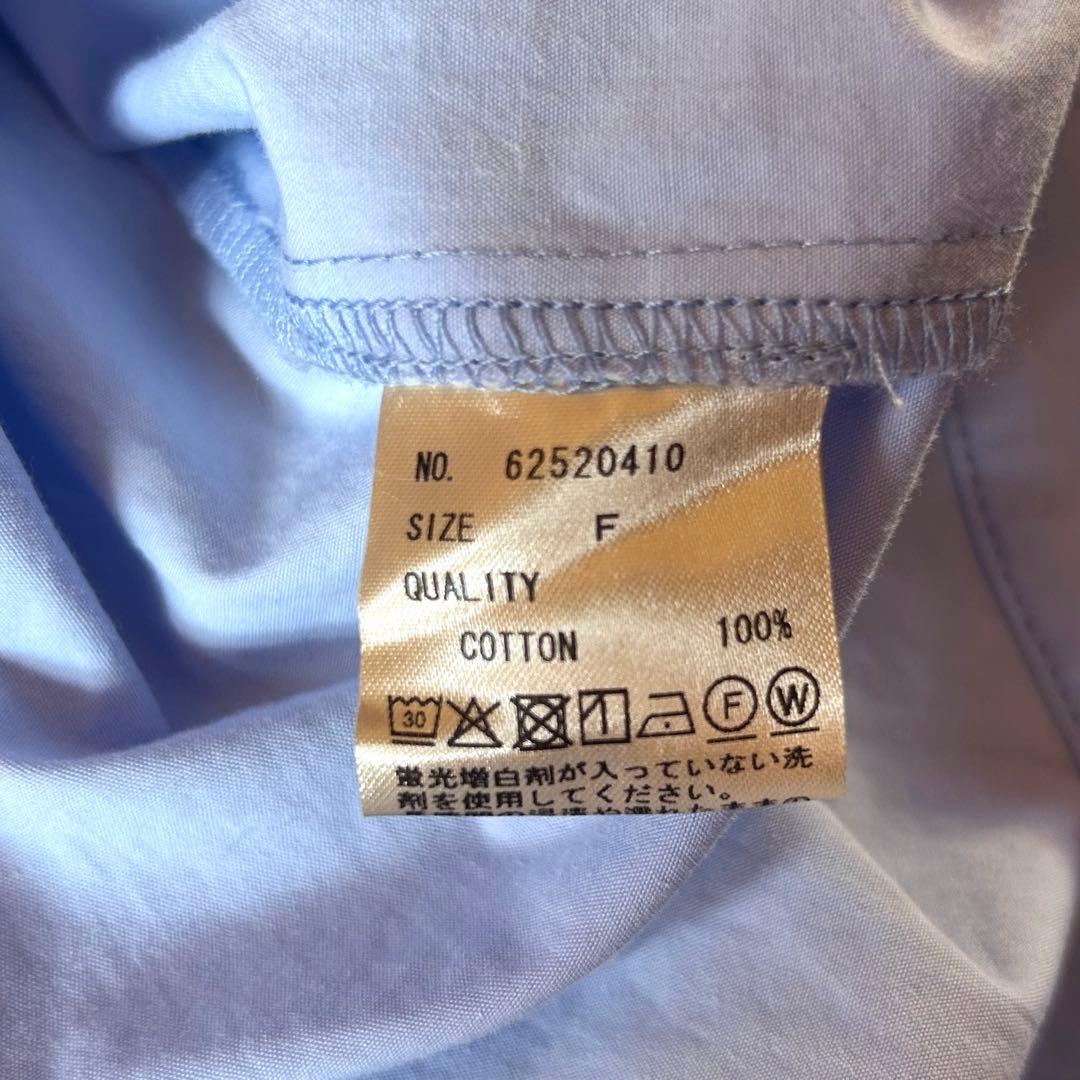 NO. 62520410
SIZE F
QUALITY
COTTON 100%
30 F W
蛍光増白剤が入っていない洗
剤を使用してください。